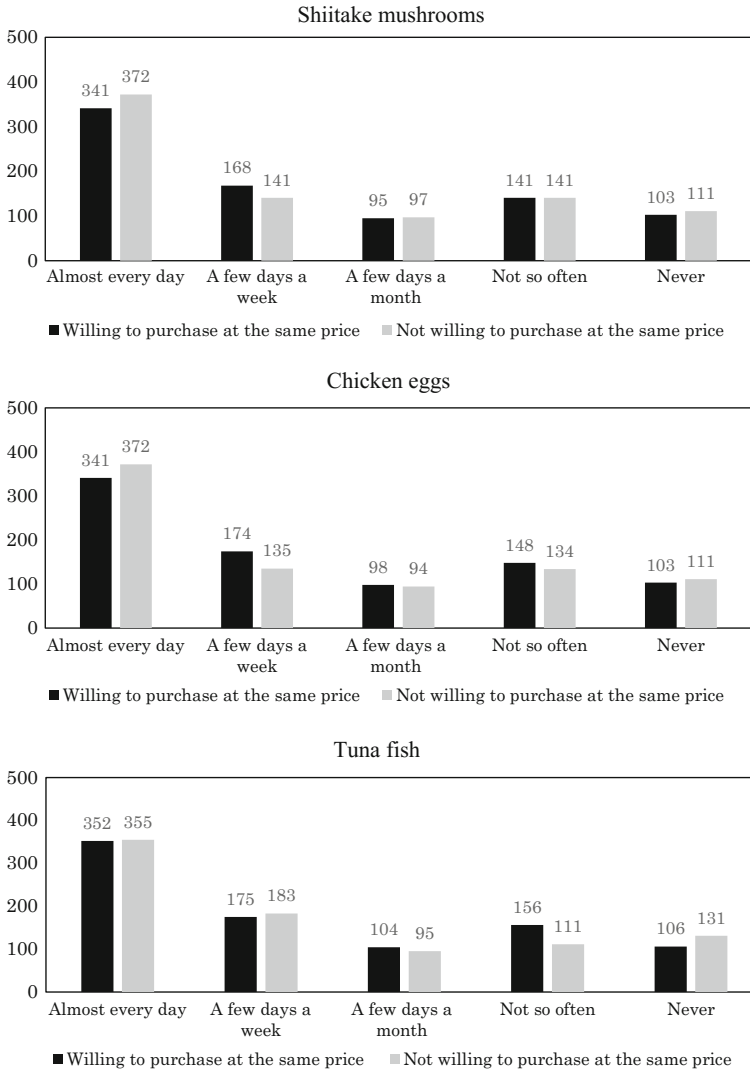 Shiitake mushrooms
500
400
300
200
100
0
341 372
168 141
95 97
141 141
103 111
Almost every day
A few days a
week
A few days a
month
Not so often
Never
Willing to purchase at the same price Not willing to purchase at the same price
Chicken eggs
500
400
300
200
100
0
341 372
174 135
98 94
148 134
103 111
Almost every day
A few days a
week
A few days a
month
Not so often
Never
Willing to purchase at the same price Not willing to purchase at the same price
Tuna fish
500
400
300
200
100
0
352 355
175 183
104 95
156 111
106 131
Almost every day
A few days a
week
A few days a
month
Not so often
Never
Willing to purchase at the same price Not willing to purchase at the same price